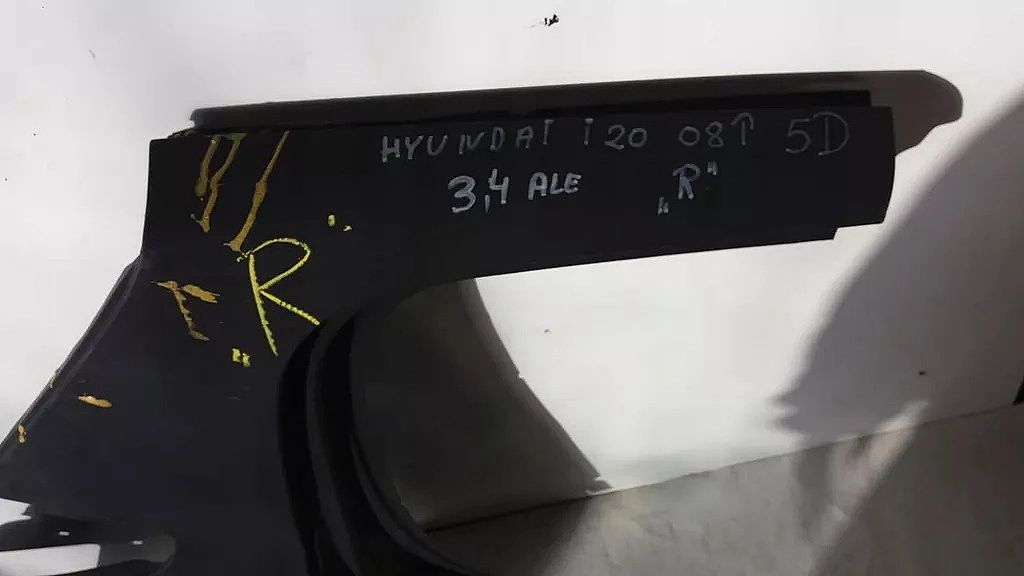 HYUNDAI i20 08↑ 5D
3,4 ALE „R"
„R"